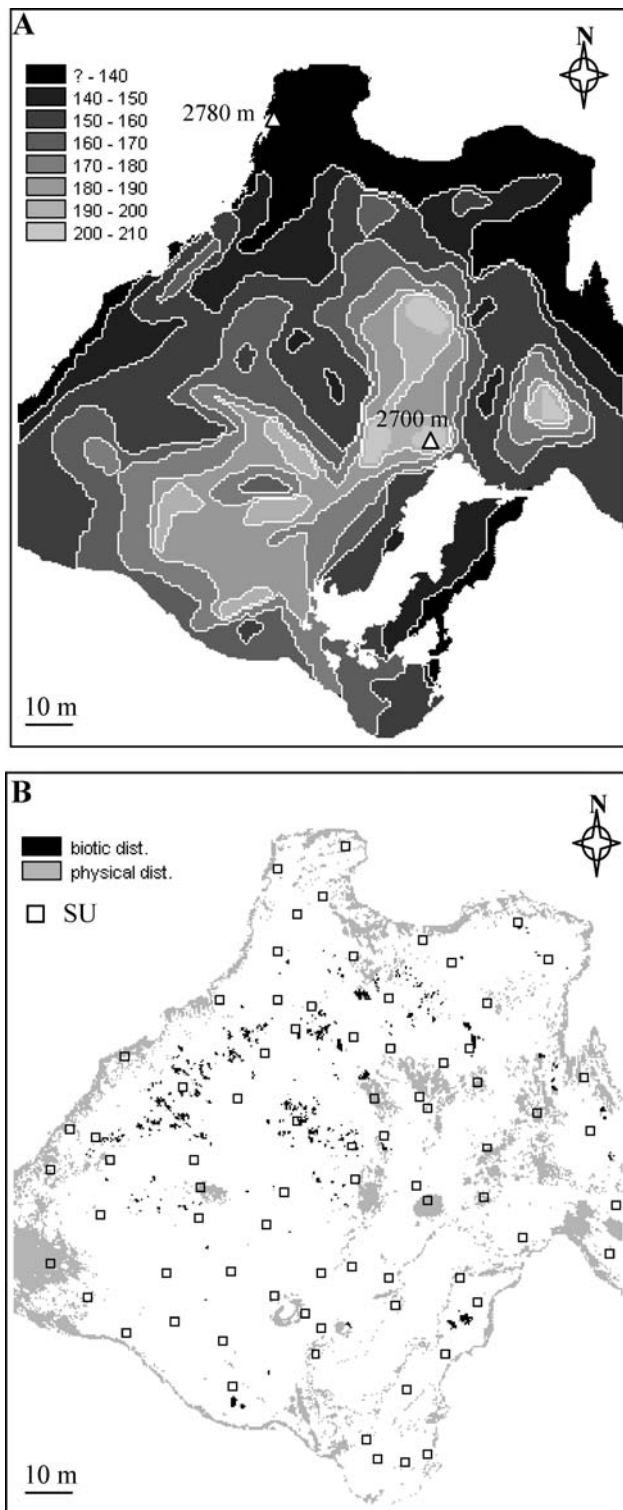 A
N
? - 140
140 - 150
150 - 160
160 - 170
170 - 180
180 - 190
190 - 200
200 - 210
2780 m
2700 m
10 m
B
N
biotic dist.
physical dist.
SU
10 m